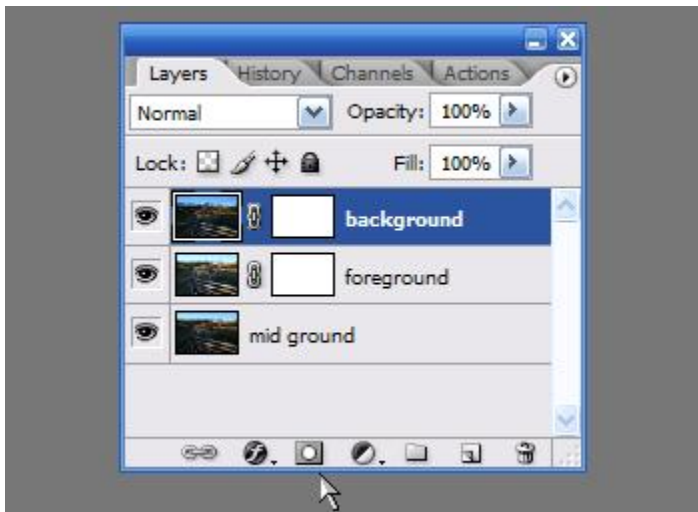 Layers History Channels Actions
Normal Opacity: 100%
Lock: Fill: 100%
background
foreground
mid ground